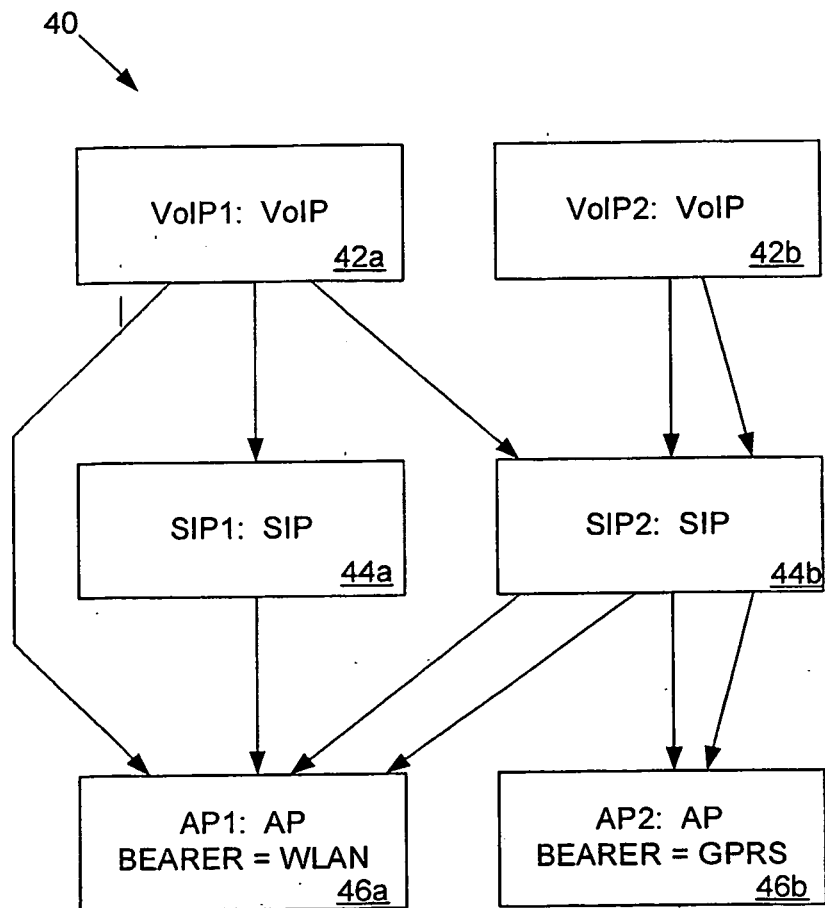 40
VoIP1: VoIP
42a
VoIP2: VoIP
42b
SIP1: SIP
44a
SIP2: SIP
44b
AP1: AP
BEARER = WLAN
46a
AP2: AP
BEARER = GPRS
46b